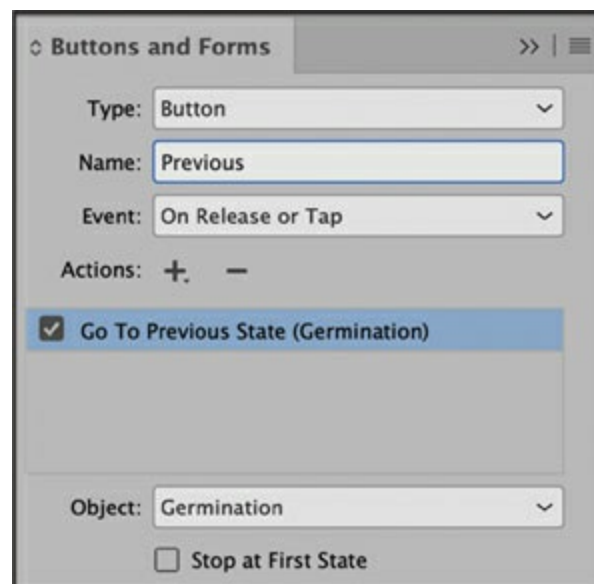 Buttons and Forms
Type: Button
Name: Previous
Event: On Release or Tap
Actions:
Go To Previous State (Germination)
Object: Germination
Stop at First State